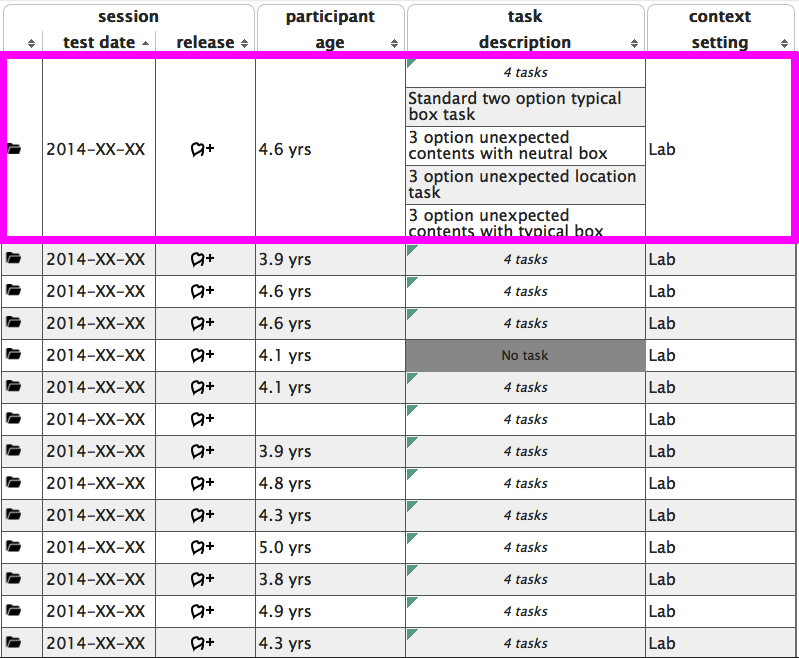 session participant task context
test date release age description setting
4 tasks
Standard two option typical
box task
3 option unexpected
contents with neutral box
2014-XX-XX + 4.6 yrs Lab
3 option unexpected location
task
3 option unexpected
contents with typical box
2014-XX-XX + 3.9 yrs 4 tasks Lab
2014-XX-XX + 4.6 yrs 4 tasks Lab
2014-XX-XX + 4.6 yrs 4 tasks Lab
2014-XX-XX + 4.1 yrs No task Lab
2014-XX-XX + 4.1 yrs 4 tasks Lab
2014-XX-XX + 4 tasks Lab
2014-XX-XX + 3.9 yrs 4 tasks Lab
2014-XX-XX + 4.8 yrs 4 tasks Lab
2014-XX-XX + 4.3 yrs 4 tasks Lab
2014-XX-XX + 5.0 yrs 4 tasks Lab
2014-XX-XX + 3.8 yrs 4 tasks Lab
2014-XX-XX + 4.9 yrs 4 tasks Lab
2014-XX-XX + 4.3 yrs 4 tasks Lab